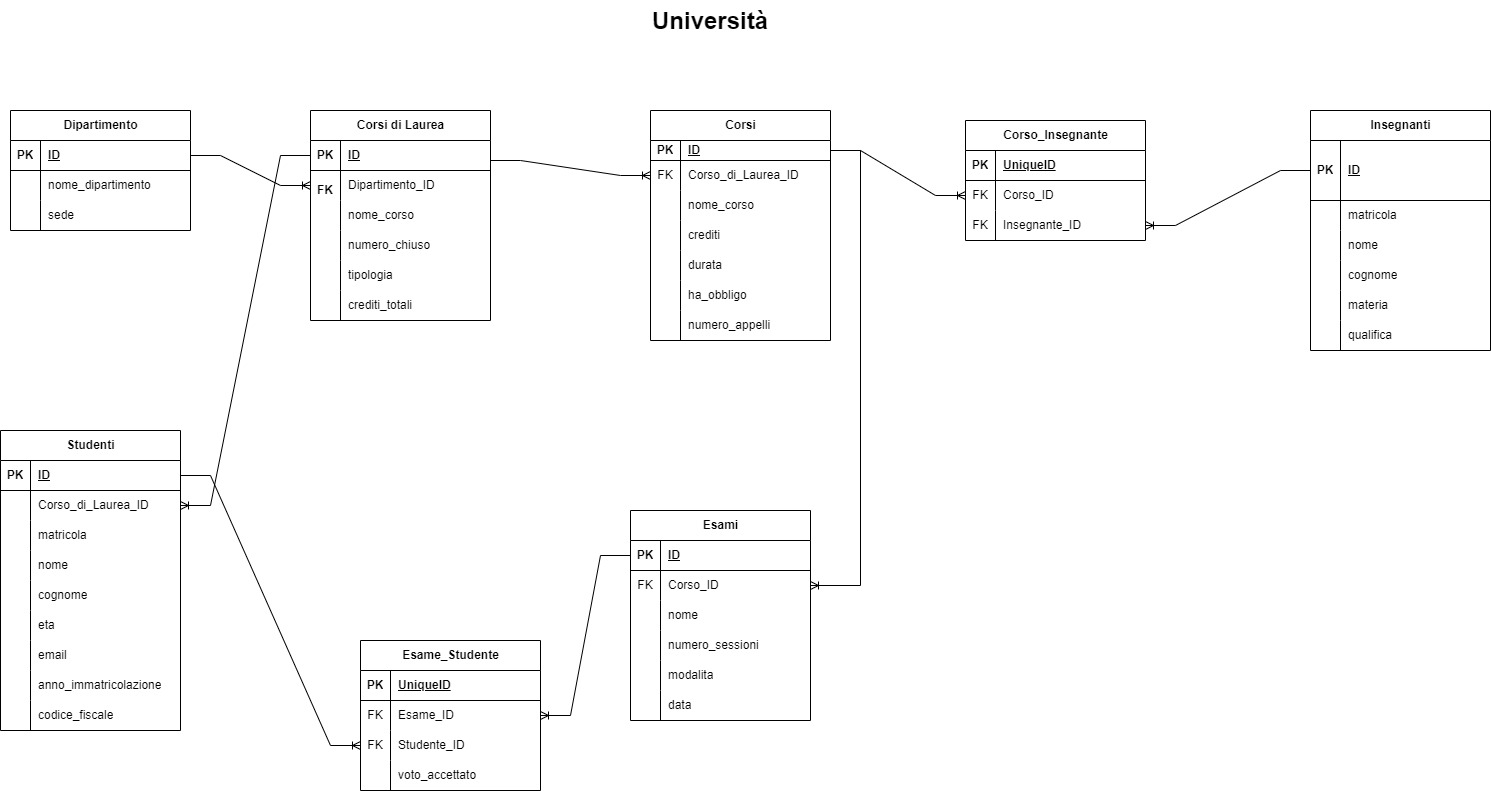 Università
Dipartimento
PK ID
nome_dipartimento
sede
Corsi di Laurea
PK ID
FK Dipartimento_ID
nome_corso
numero_chiuso
tipologia
crediti_totali
Corsi
PK ID
FK Corso_di_Laurea_ID
nome_corso
crediti
durata
ha_obbligo
numero_appelli
Corso_Insegnante
PK UniqueID
FK Corso_ID
FK Insegnante_ID
Insegnanti
PK ID
matricola
nome
cognome
materia
qualifica
Studenti
PK ID
Corso_di_Laurea_ID
matricola
nome
cognome
eta
email
anno_immatricolazione
codice_fiscale
Esame_Studente
PK UniqueID
FK Esame_ID
FK Studente_ID
voto_accettato
Esami
PK ID
FK Corso_ID
nome
numero_sessioni
modalita
data